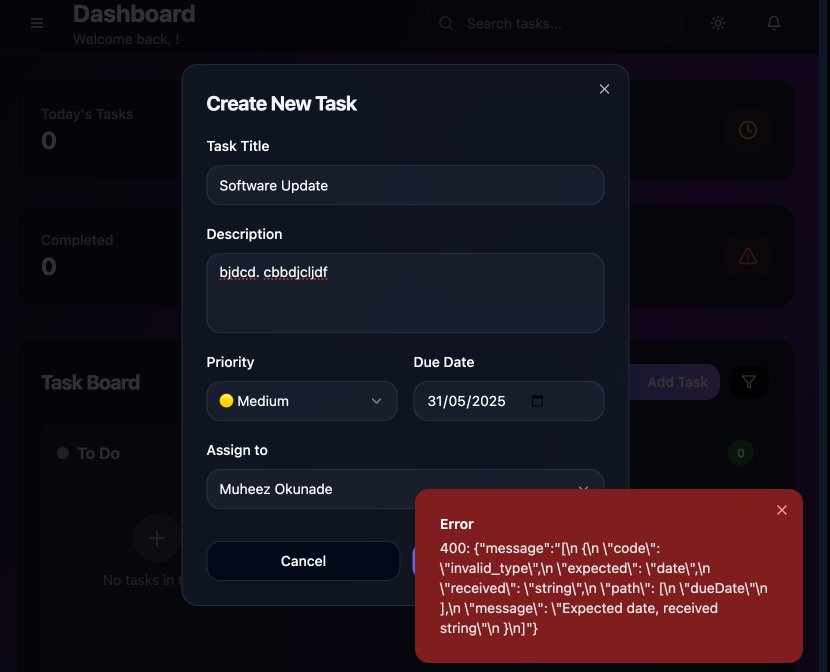 Dashboard
Welcome back, !
Search tasks...
Create New Task
Today's Tasks
0
Task Title
Software Update
Completed
0
Description
bjdcd. cbbdjcljdf
Priority
Due Date
Medium
31/05/2025
Task Board
Add Task
To Do
0
Assign to
Muheez Okunade
Cancel
No tasks in t
Error
400: {"message":"[\n {\n \"code\":
\"invalid_type\",\n \"expected\": \"date\",\n
\"received\": \"string\",\n \"path\": [\n \"dueDate\"\n
],\n \"message\": \"Expected date, received
string\"\n }\n]"}